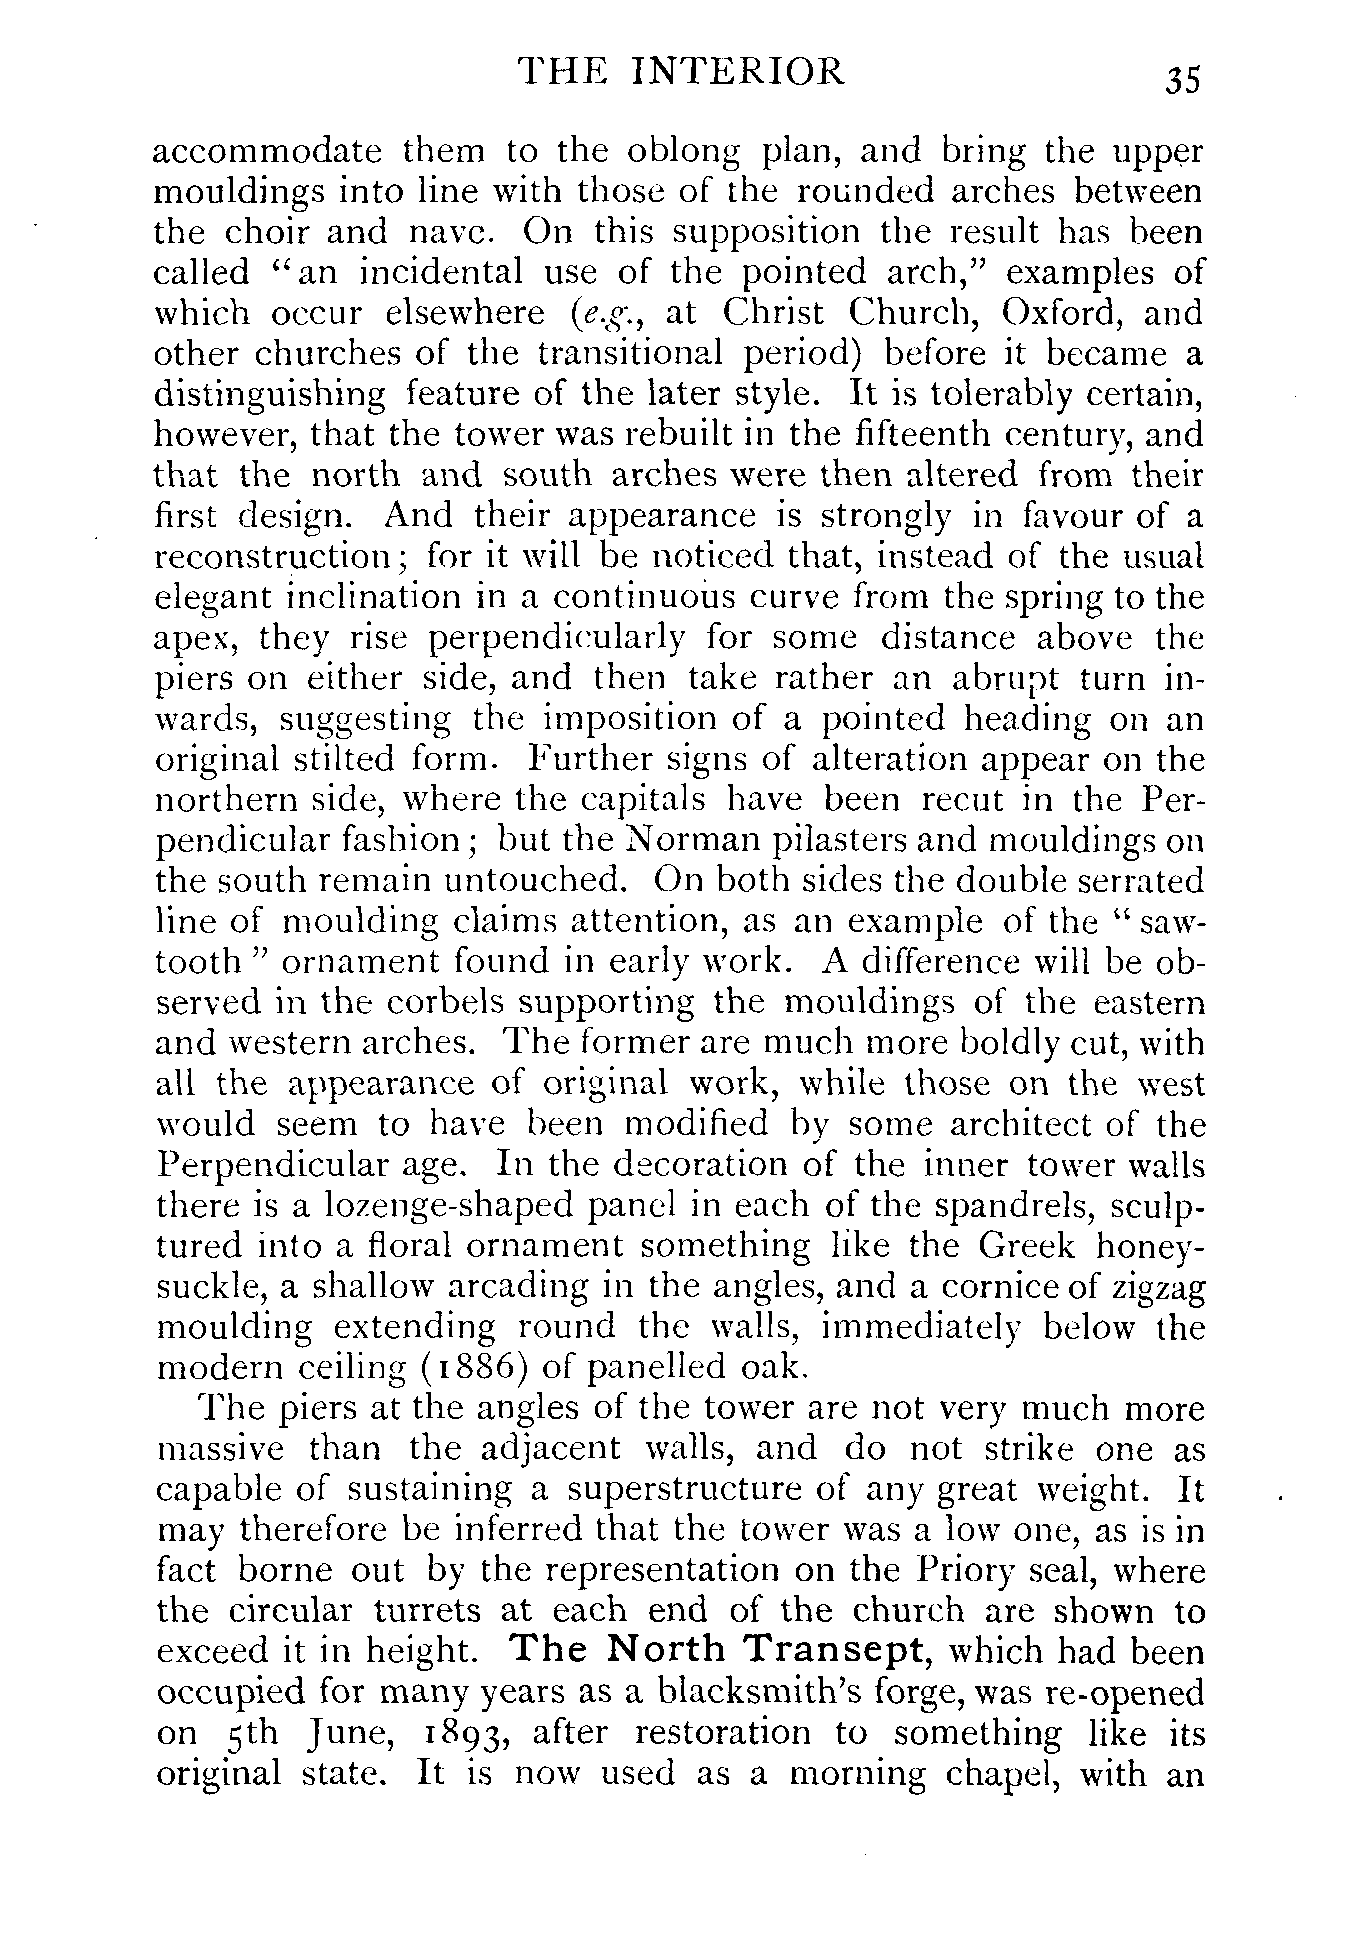 THE INTERIOR 35
accommodate them to the oblong plan, and bring the upper
mouldings into line with those of the rounded arches between
the choir and nave. On this supposition the result has been
called “an incidental use of the pointed arch,” examples of
which occur elsewhere (e.g., at Christ Church, Oxford, and
other churches of the transitional period) before it became a
distinguishing feature of the later style. It is tolerably certain,
however, that the tower was rebuilt in the fifteenth century, and
that the north and south arches were then altered from their
first design. And their appearance is strongly in favour of a
reconstruction; for it will be noticed that, instead of the usual
elegant inclination in a continuous curve from the spring to the
apex, they rise perpendicularly for some distance above the
piers on either side, and then take rather an abrupt turn in-
wards, suggesting the imposition of a pointed heading on an
original stilted form. Further signs of alteration appear on the
northern side, where the capitals have been recut in the Per-
pendicular fashion; but the Norman pilasters and mouldings on
the south remain untouched. On both sides the double serrated
line of moulding claims attention, as an example of the “saw-
tooth” ornament found in early work. A difference will be ob-
served in the corbels supporting the mouldings of the eastern
and western arches. The former are much more boldly cut, with
all the appearance of original work, while those on the west
would seem to have been modified by some architect of the
Perpendicular age. In the decoration of the inner tower walls
there is a lozenge-shaped panel in each of the spandrels, sculp-
tured into a floral ornament something like the Greek honey-
suckle, a shallow arcading in the angles, and a cornice of zigzag
moulding extending round the walls, immediately below the
modern ceiling (1886) of panelled oak.
The piers at the angles of the tower are not very much more
massive than the adjacent walls, and do not strike one as
capable of sustaining a superstructure of any great weight. It
may therefore be inferred that the tower was a low one, as is in
fact borne out by the representation on the Priory seal, where
the circular turrets at each end of the church are shown to
exceed it in height. The North Transept, which had been
occupied for many years as a blacksmith’s forge, was re-opened
on 5th June, 1893, after restoration to something like its
original state. It is now used as a morning chapel, with an